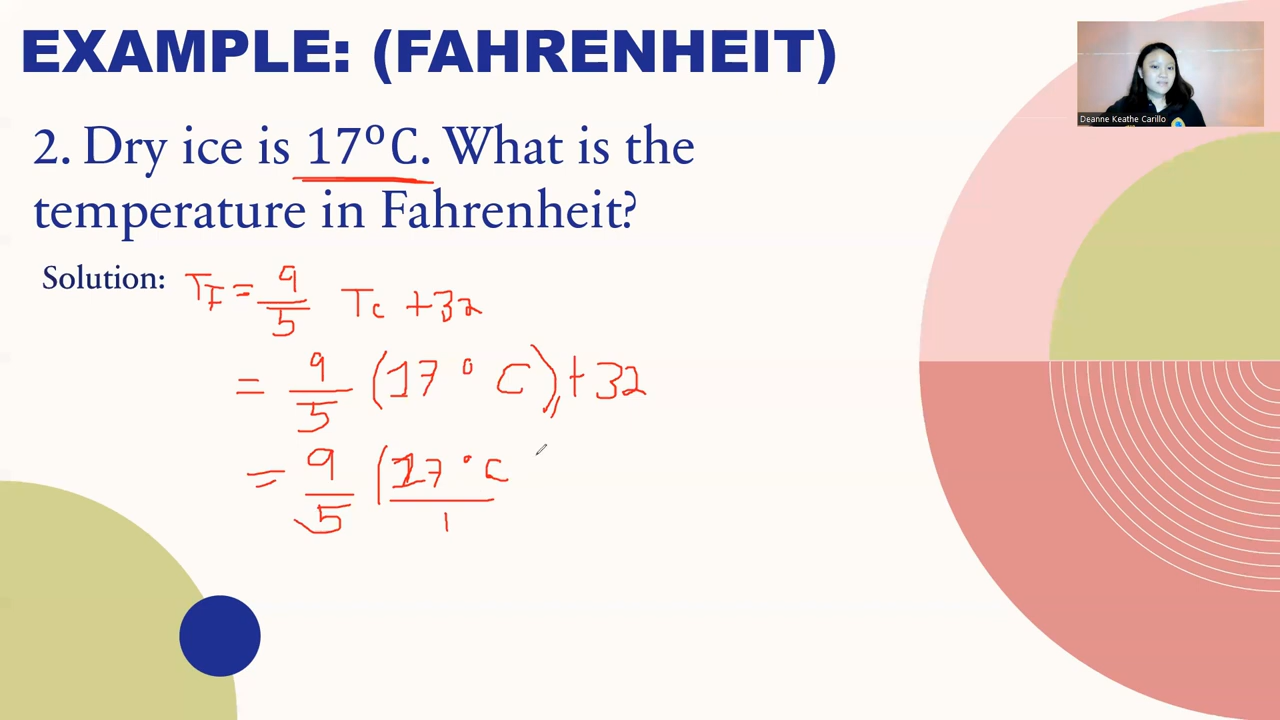 EXAMPLE: (FAHRENHEIT)
Deanne Keathe Carillo
2. Dry ice is 17⁰C. What is the
temperature in Fahrenheit?
Solution: TF = 9/5 Tc + 32
= 9/5 (17° C) + 32
= 9/5 (17°C/1